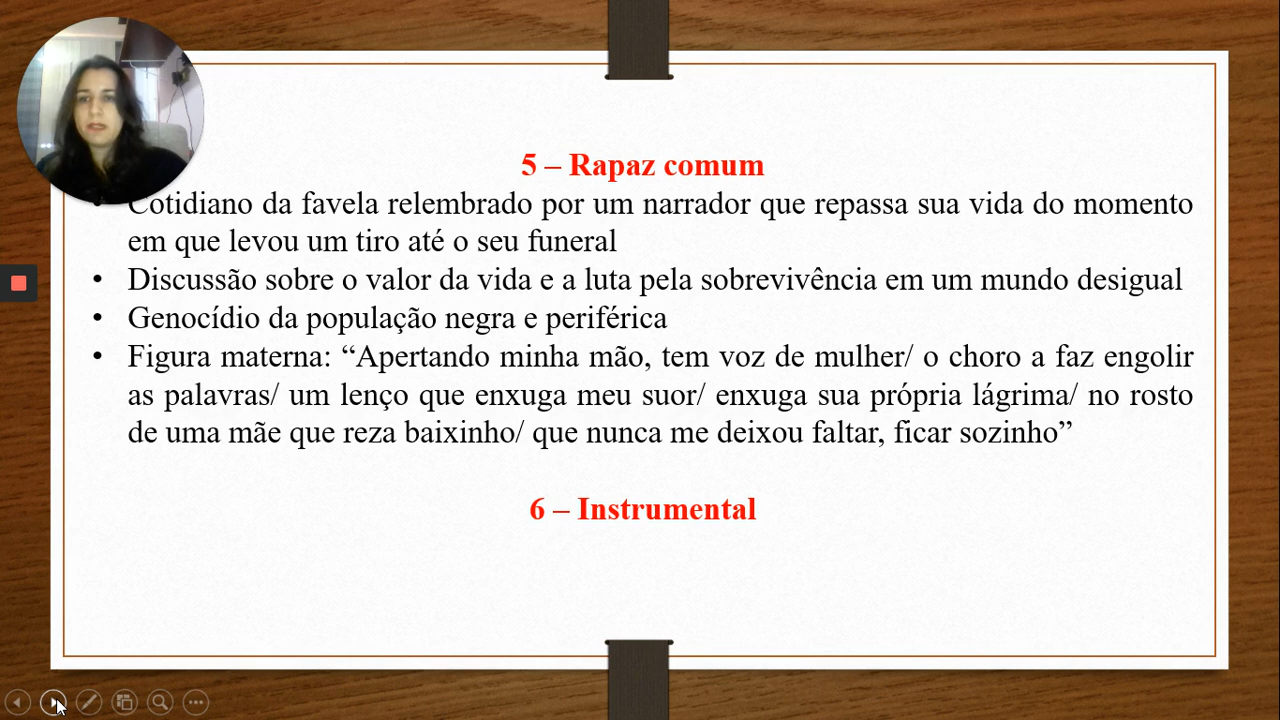 5 – Rapaz comum
• Cotidiano da favela relembrado por um narrador que repassa sua vida do momento
em que levou um tiro até o seu funeral
• Discussão sobre o valor da vida e a luta pela sobrevivência em um mundo desigual
• Genocídio da população negra e periférica
• Figura materna: “Apertando minha mão, tem voz de mulher/ o choro a faz engolir
as palavras/ um lenço que enxuga meu suor/ enxuga sua própria lágrima/ no rosto
de uma mãe que reza baixinho/ que nunca me deixou faltar, ficar sozinho”
6 – Instrumental